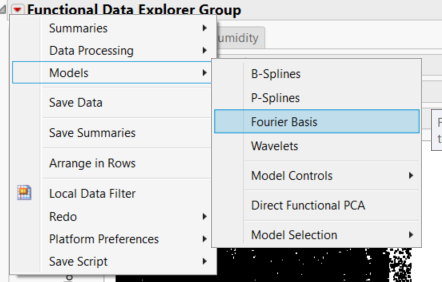 Functional Data Explorer Group
Summaries
Data Processing
umidity
Models
B-Splines
P-Splines
Save Data
Fourier Basis
Save Summaries
Wavelets
Arrange in Rows
Model Controls
Local Data Filter
Direct Functional PCA
Redo
Model Selection
Platform Preferences
Save Script